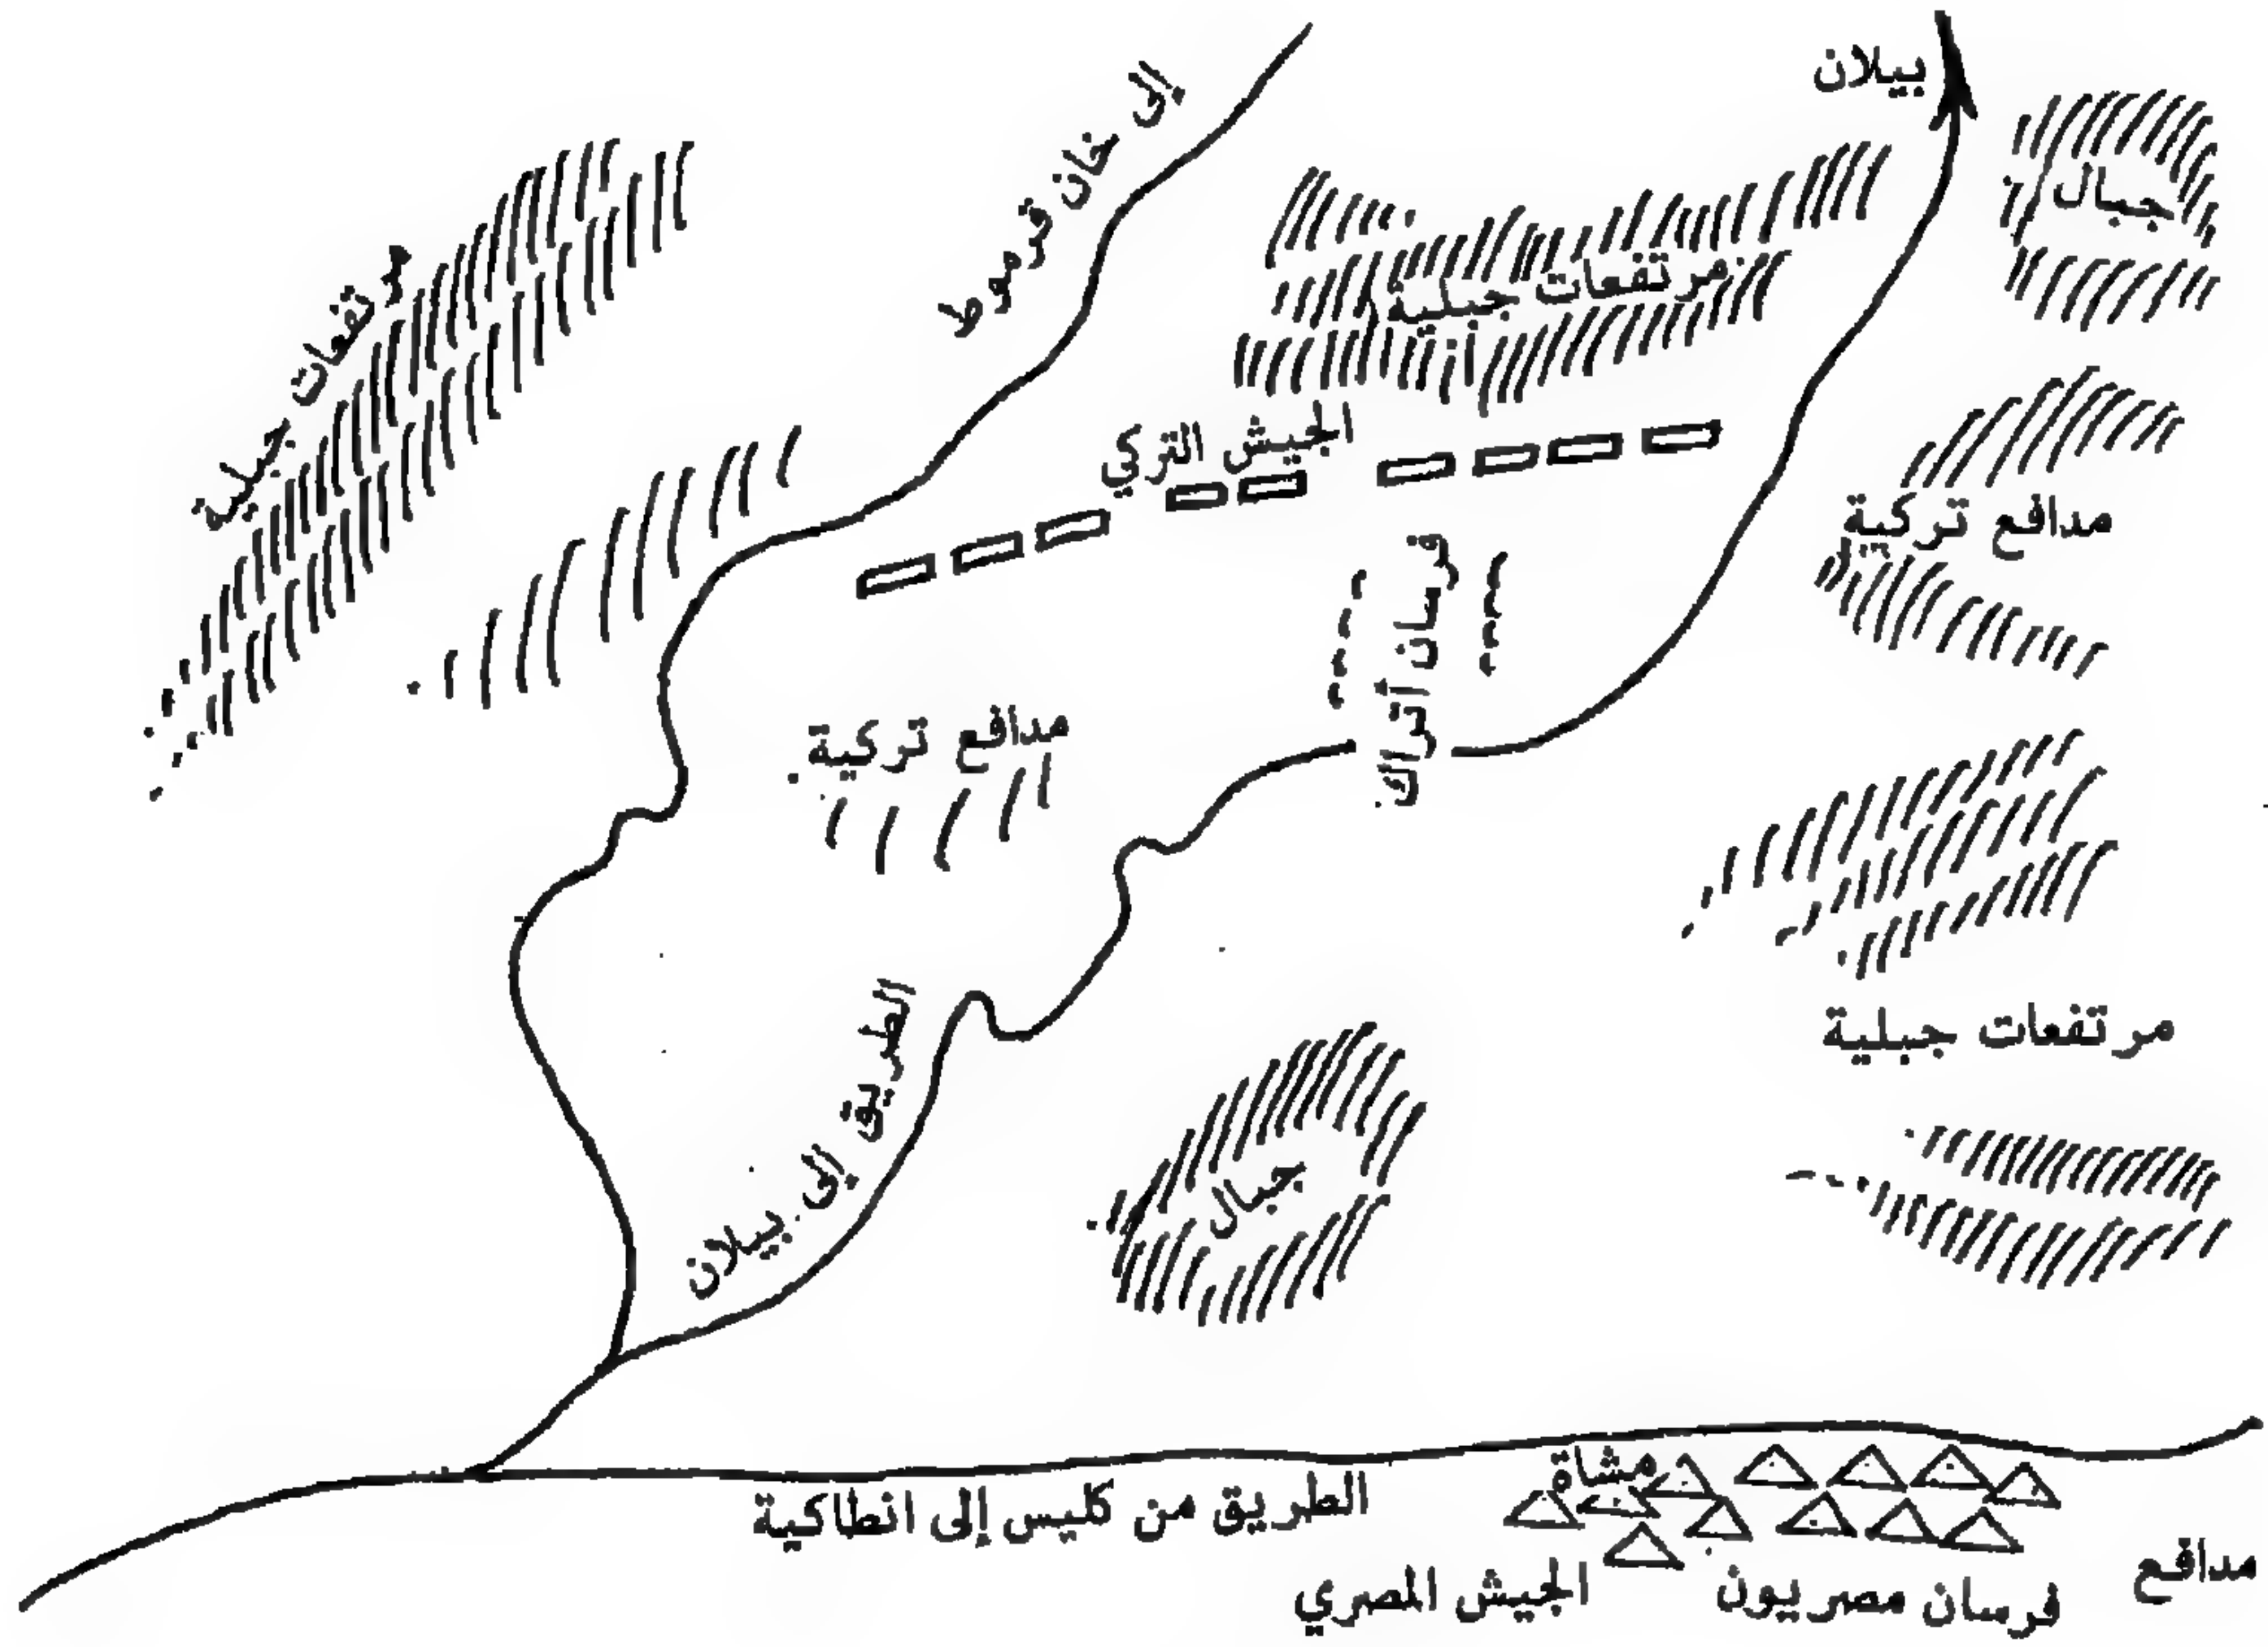 بيلان
جبال
إلى خان قرموط
مرتفعات جبلية
مرتفعات جبلية
الجيش التركي
مدافع تركية
فرسان أتراك
مدافع تركية
الطريق إلى بيلان
مرتفعات جبلية
جبال
مشاة
الطريق من كليس إلى انطاكية
مدافع
فرسان مصريون
الجيش المصري